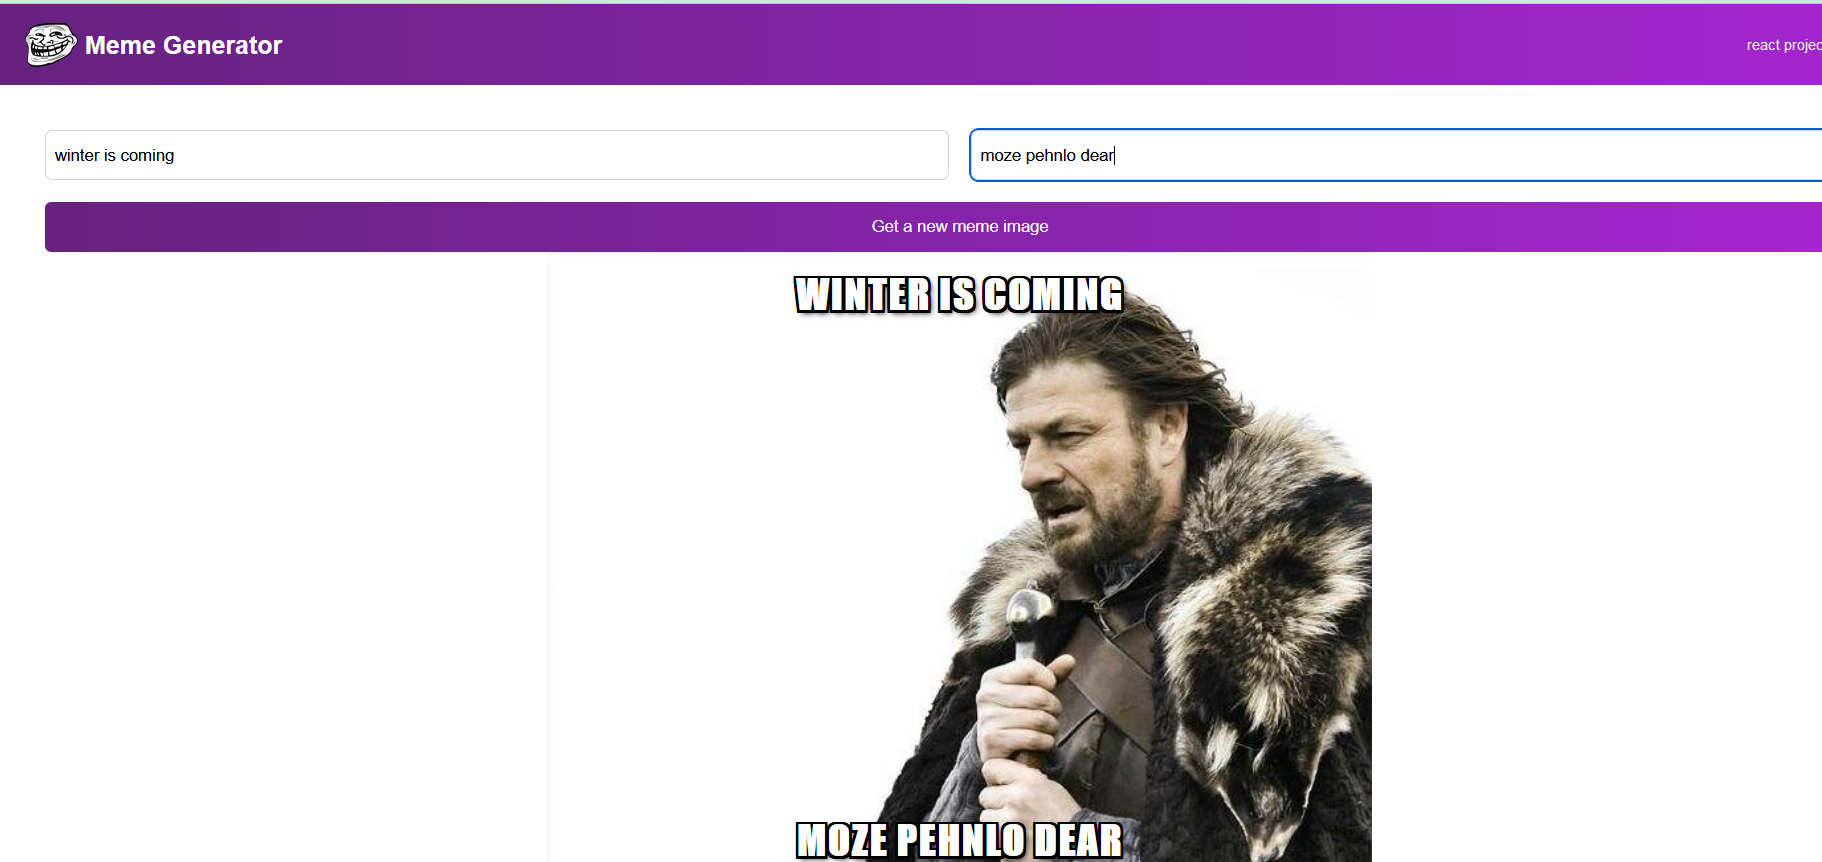 Meme Generator
react projec
winter is coming
moze pehnlo dear
Get a new meme image
WINTER IS COMING
MOZE PEHNLO DEAR